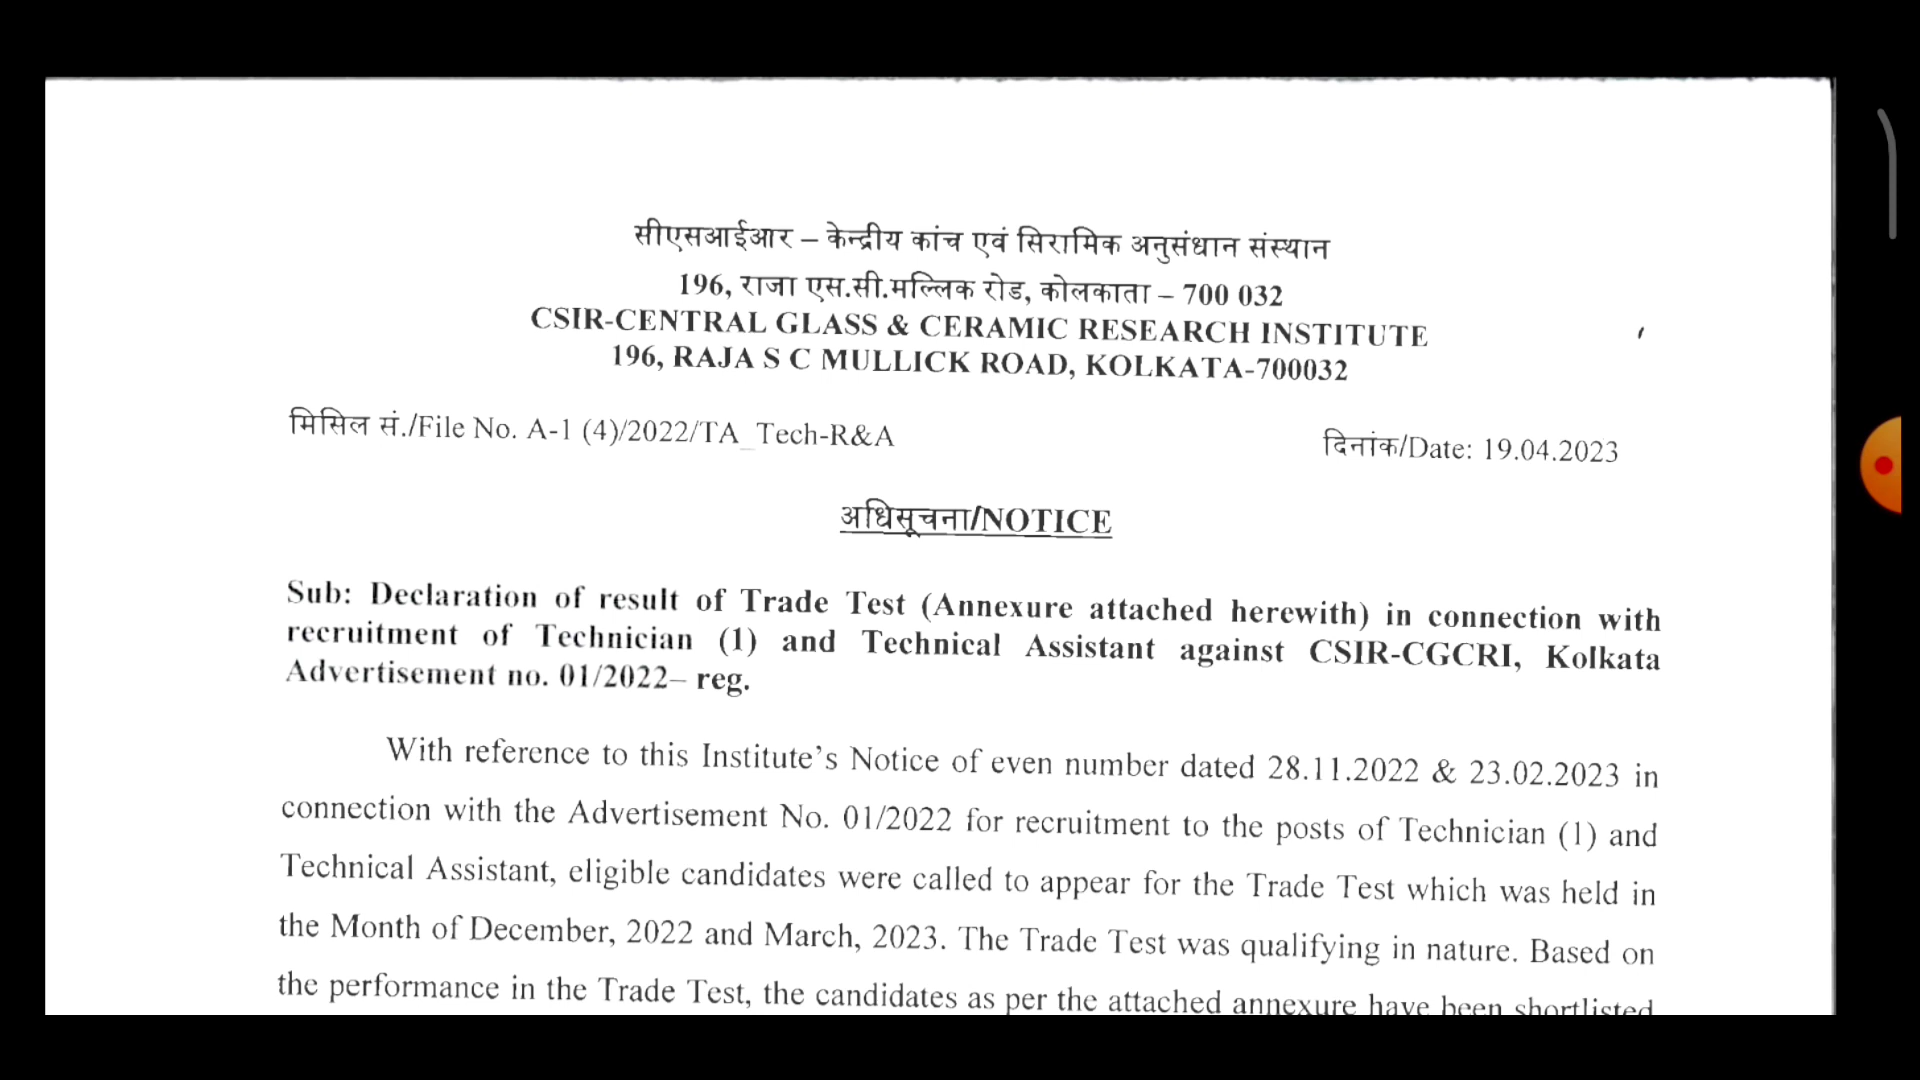 सीएसआईआर – केन्द्रीय कांच एवं सिरामिक अनुसंधान संस्थान
196, राजा एस.सी.मल्लिक रोड, कोलकाता – 700 032
CSIR-CENTRAL GLASS & CERAMIC RESEARCH INSTITUTE
196, RAJA S C MULLICK ROAD, KOLKATA-700032
मिसिल सं./File No. A-1 (4)/2022/TA_Tech-R&A
दिनांक/Date: 19.04.2023
अधिसूचना/NOTICE
Sub: Declaration of result of Trade Test (Annexure attached herewith) in connection with
recruitment of Technician (1) and Technical Assistant against CSIR-CGCRI, Kolkata
Advertisement no. 01/2022– reg.
With reference to this Institute's Notice of even number dated 28.11.2022 & 23.02.2023 in
connection with the Advertisement No. 01/2022 for recruitment to the posts of Technician (1) and
Technical Assistant, eligible candidates were called to appear for the Trade Test which was held in
the Month of December, 2022 and March, 2023. The Trade Test was qualifying in nature. Based on
the performance in the Trade Test, the candidates as per the attached annexure have been shortlisted